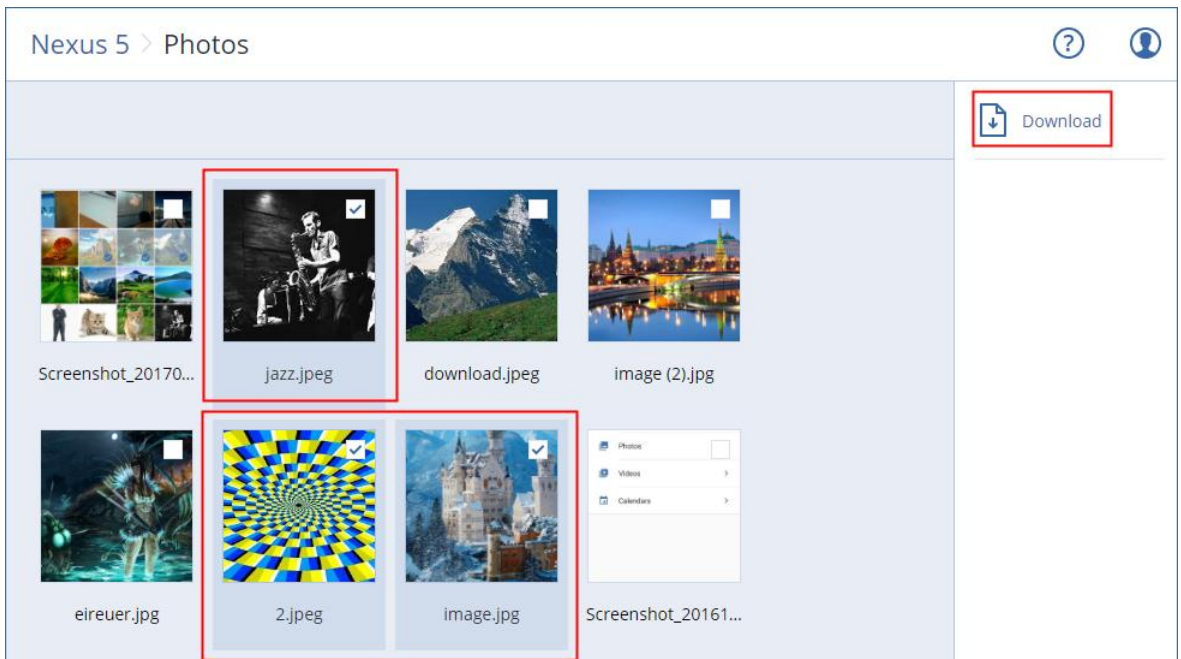 Nexus 5 > Photos
Download
Screenshot_20170...
jazz.jpeg
download.jpeg
image (2).jpg
Photos
Videos
Calendars
eireuer.jpg
2.jpeg
image.jpg
Screenshot_20161...